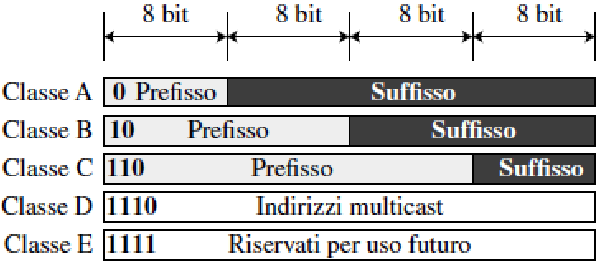 8 bit 8 bit 8 bit 8 bit
Classe A 0 Prefisso Suffisso
Classe B 10 Prefisso Suffisso
Classe C 110 Prefisso Suffisso
Classe D 1110 Indirizzi multicast
Classe E 1111 Riservati per uso futuro